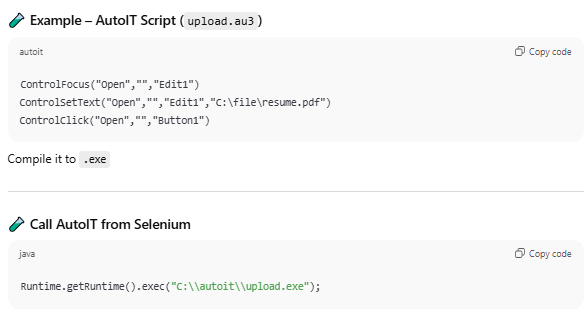 🧪 Example – AutoIT Script (upload.au3)
autoit
Copy code
ControlFocus("Open","","Edit1")
ControlSetText("Open","","Edit1","C:\file\resume.pdf")
ControlClick("Open","","Button1")
Compile it to .exe
🧪 Call AutoIT from Selenium
java
Copy code
Runtime.getRuntime().exec("C:\\autoit\\upload.exe");